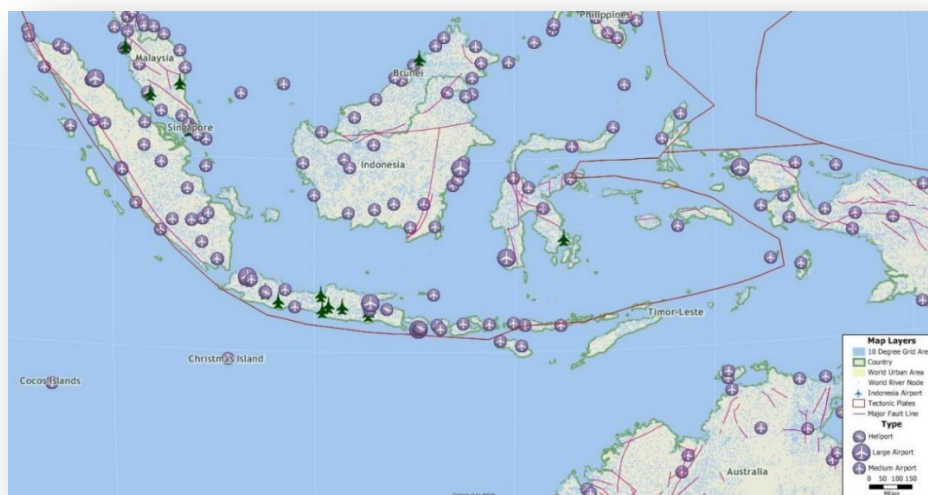 Philippines
Malaysia
Brunei
Singapore
Indonesia
Timor-Leste
Christmas Island
Cocos Islands
Australia
Map Layers
10 Degree Grid Area
Country
World Urban Area
World River Node
Indonesia Airport
Tectonic Plates
Major Fault Line
Type
Heliport
Large Airport
Medium Airport
0 50 100 150
Miles